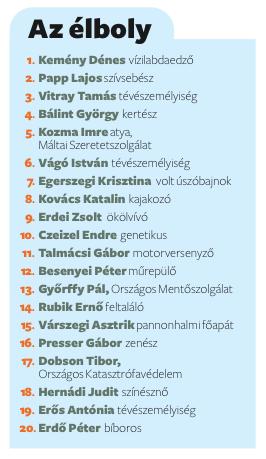 Az élboly
1. Kemény Dénes vízilabdaedző
2. Papp Lajos szívsebész
3. Vitray Tamás tévészemélyiség
4. Bálint György kertész
5. Kozma Imre atya,
Máltai Szeretetszolgálat
6. Vágó István tévészemélyiség
7. Egerszegi Krisztina volt úszóbajnok
8. Kovács Katalin kajakozó
9. Erdei Zsolt ökölvívó
10. Czeizel Endre genetikus
11. Talmácsi Gábor motorversenyző
12. Besenyei Péter műrepülő
13. Győrffy Pál, Országos Mentőszolgálat
14. Rubik Ernő feltaláló
15. Várszegi Asztrik pannonhalmi főapát
16. Presser Gábor zenész
17. Dobson Tibor,
Országos Katasztrófavédelem
18. Hernádi Judit színésznő
19. Erős Antónia tévészemélyiség
20. Erdő Péter bíboros